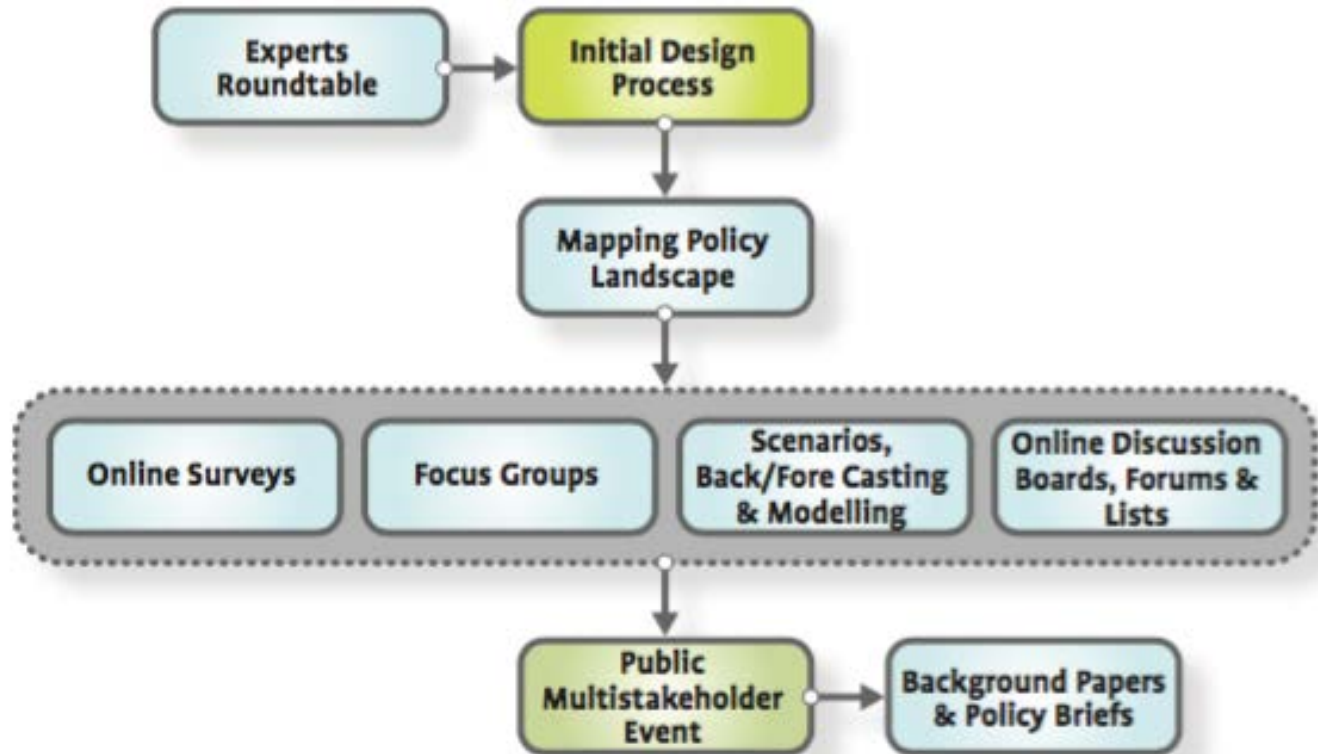 Experts
Roundtable
Initial Design
Process
Mapping Policy
Landscape
Online Surveys
Focus Groups
Scenarios,
Back/Fore Casting
& Modelling
Online Discussion
Boards, Forums &
Lists
Public
Multistakeholder
Event
Background Papers
& Policy Briefs